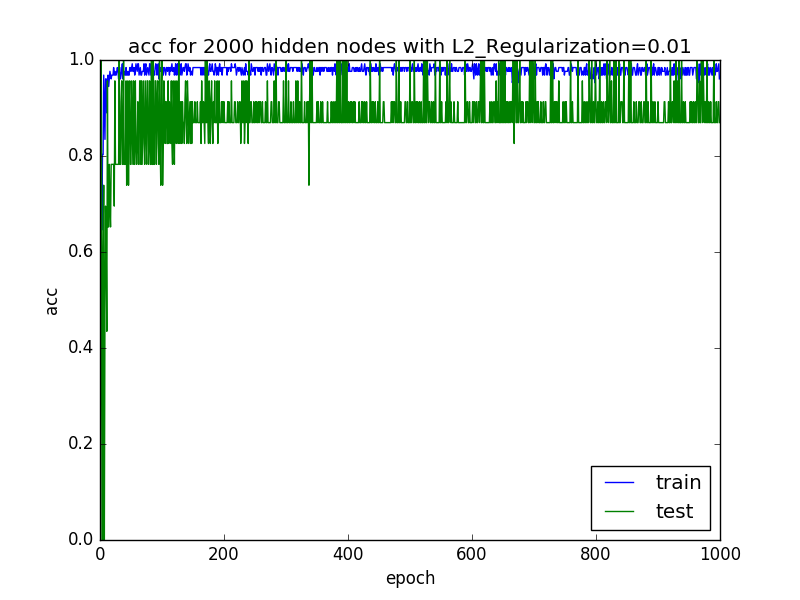 acc for 2000 hidden nodes with L2_Regularization=0.01
1.0
0.8
0.6
0.4
0.2
0.0
acc
0 200 400 600 800 1000
epoch
train
test